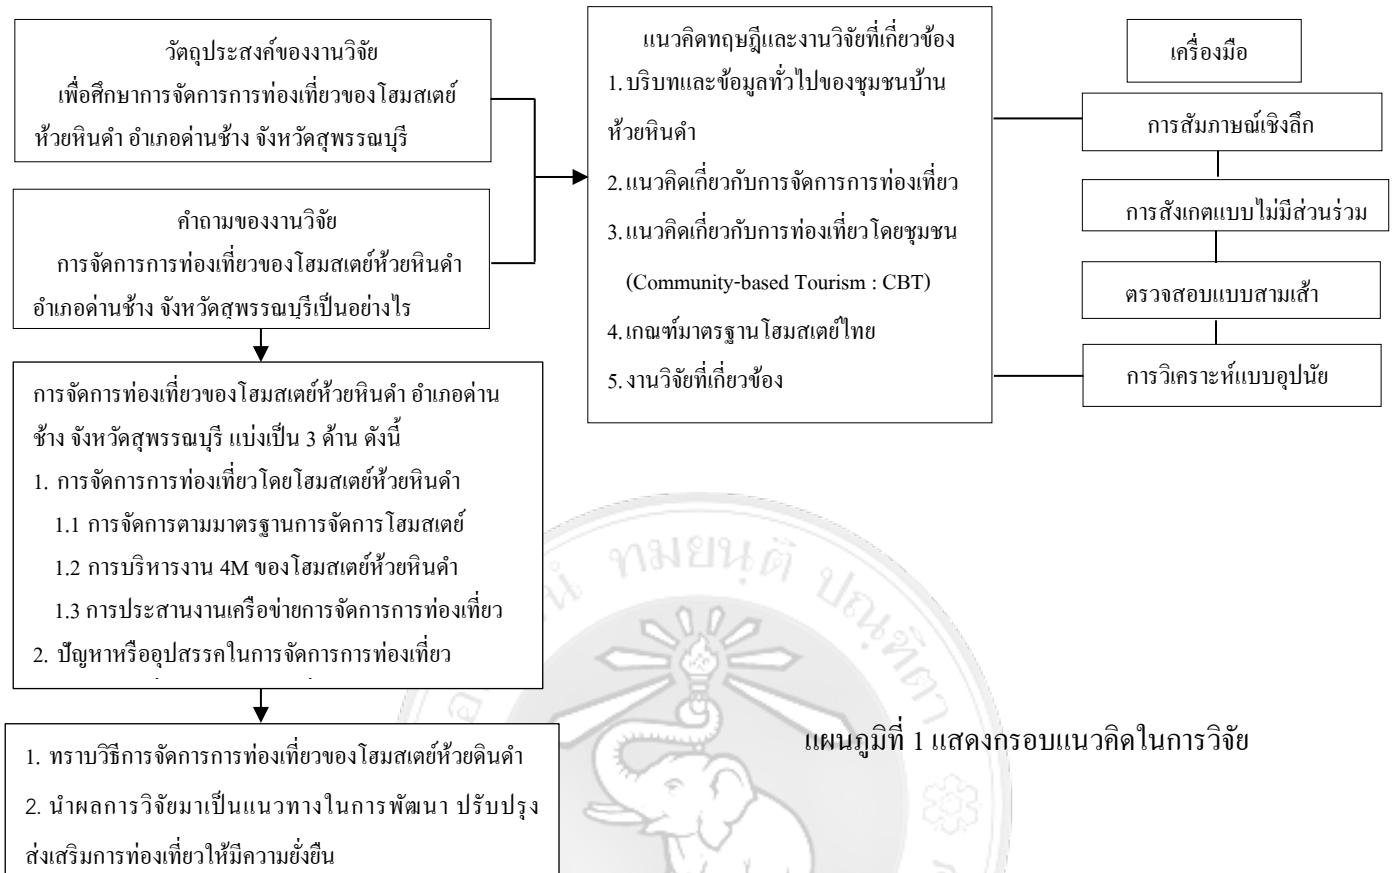 วัตถุประสงค์ของงานวิจัย
เพื่อศึกษาการจัดการการท่องเที่ยวของโฮมสเตย์
ห้วยหินดำ อำเภอด่านช้าง จังหวัดสุพรรณบุรี
คำถามของงานวิจัย
การจัดการการท่องเที่ยวของโฮมสเตย์ห้วยหินดำ
อำเภอด่านช้าง จังหวัดสุพรรณบุรีเป็นอย่างไร
การจัดการท่องเที่ยวของโฮมสเตย์ห้วยหินดำ อำเภอด่าน
ช้าง จังหวัดสุพรรณบุรี แบ่งเป็น 3 ด้าน ดังนี้
1. การจัดการการท่องเที่ยวโดยโฮมสเตย์ห้วยหินดำ
1.1 การจัดการตามมาตรฐานการจัดการโฮมสเตย์
1.2 การบริหารงาน 4M ของโฮมสเตย์ห้วยหินดำ
1.3 การประสานงานเครือข่ายการจัดการการท่องเที่ยว
2. ปัญหาหรืออุปสรรคในการจัดการการท่องเที่ยว
1. ทราบวิธีการจัดการการท่องเที่ยวของโฮมสเตย์ห้วยดินดำ
2. นำผลการวิจัยมาเป็นแนวทางในการพัฒนา ปรับปรุง
ส่งเสริมการท่องเที่ยวให้มีความยั่งยืน
แนวคิดทฤษฎีและงานวิจัยที่เกี่ยวข้อง
1. บริบทและข้อมูลทั่วไปของชุมชนบ้าน
ห้วยหินดำ
2. แนวคิดเกี่ยวกับการจัดการการท่องเที่ยว
3. แนวคิดเกี่ยวกับการท่องเที่ยวโดยชุมชน
(Community-based Tourism : CBT)
4. เกณฑ์มาตรฐานโฮมสเตย์ไทย
5. งานวิจัยที่เกี่ยวข้อง
เครื่องมือ
การสัมภาษณ์เชิงลึก
การสังเกตแบบไม่มีส่วนร่วม
ตรวจสอบแบบสามเส้า
การวิเคราะห์แบบอุปนัย
ทมยนฺติ ปณฺฑิตา
แผนภูมิที่ 1 แสดงกรอบแนวคิดในการวิจัย